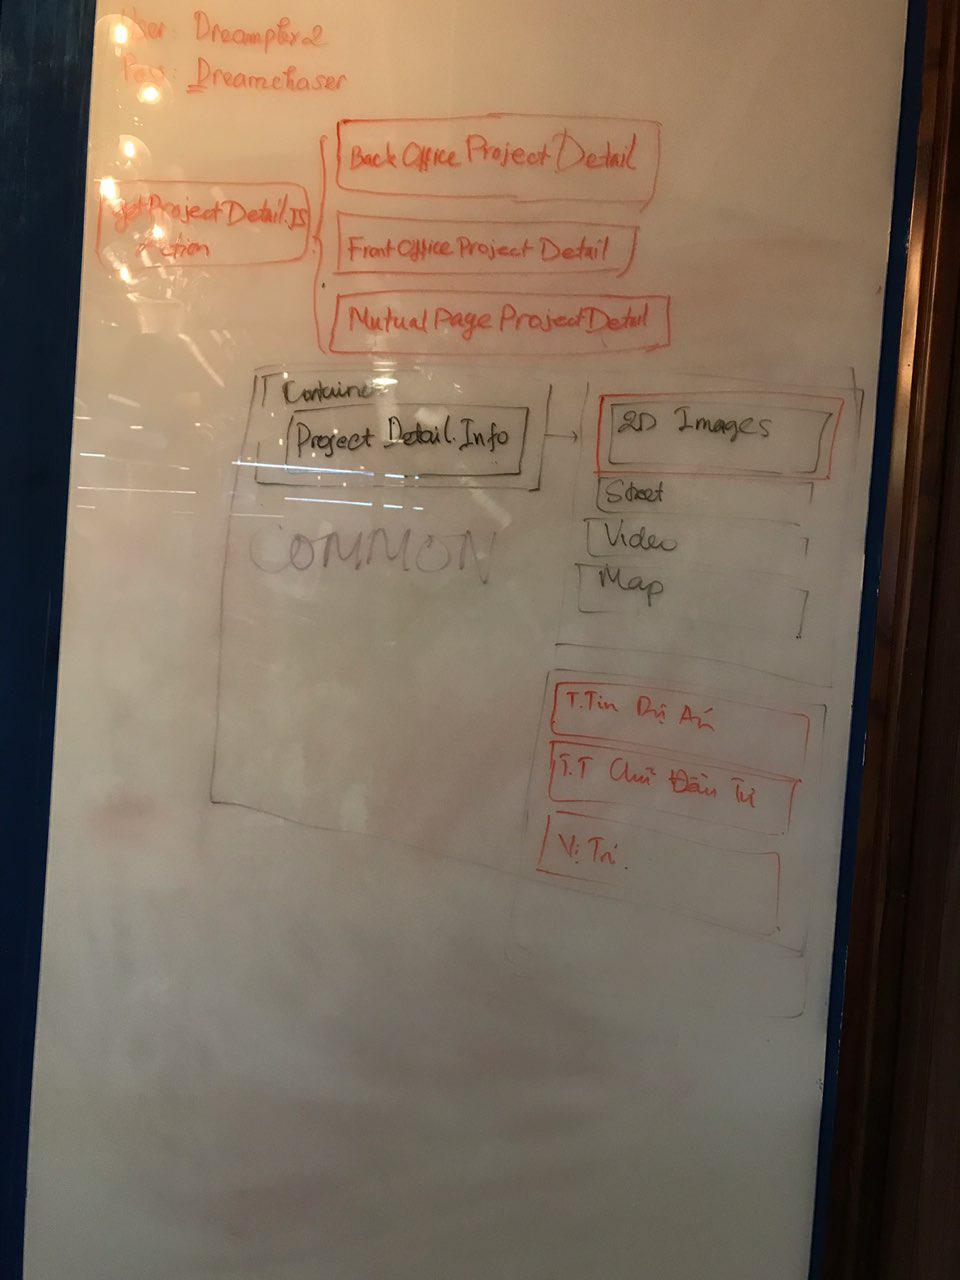 User: Dreamplex2
Pass: Dreamchaser
Back Office Project Detail
getProjectDetail.JS
Action
Front Office Project Detail
Mutual Page Project Detail
Container
Project Detail.Info
2D Images
Street
COMMON
Video
Map
T.Tin Dự Án
T.T Chủ Đầu Tư
Vị Trí.